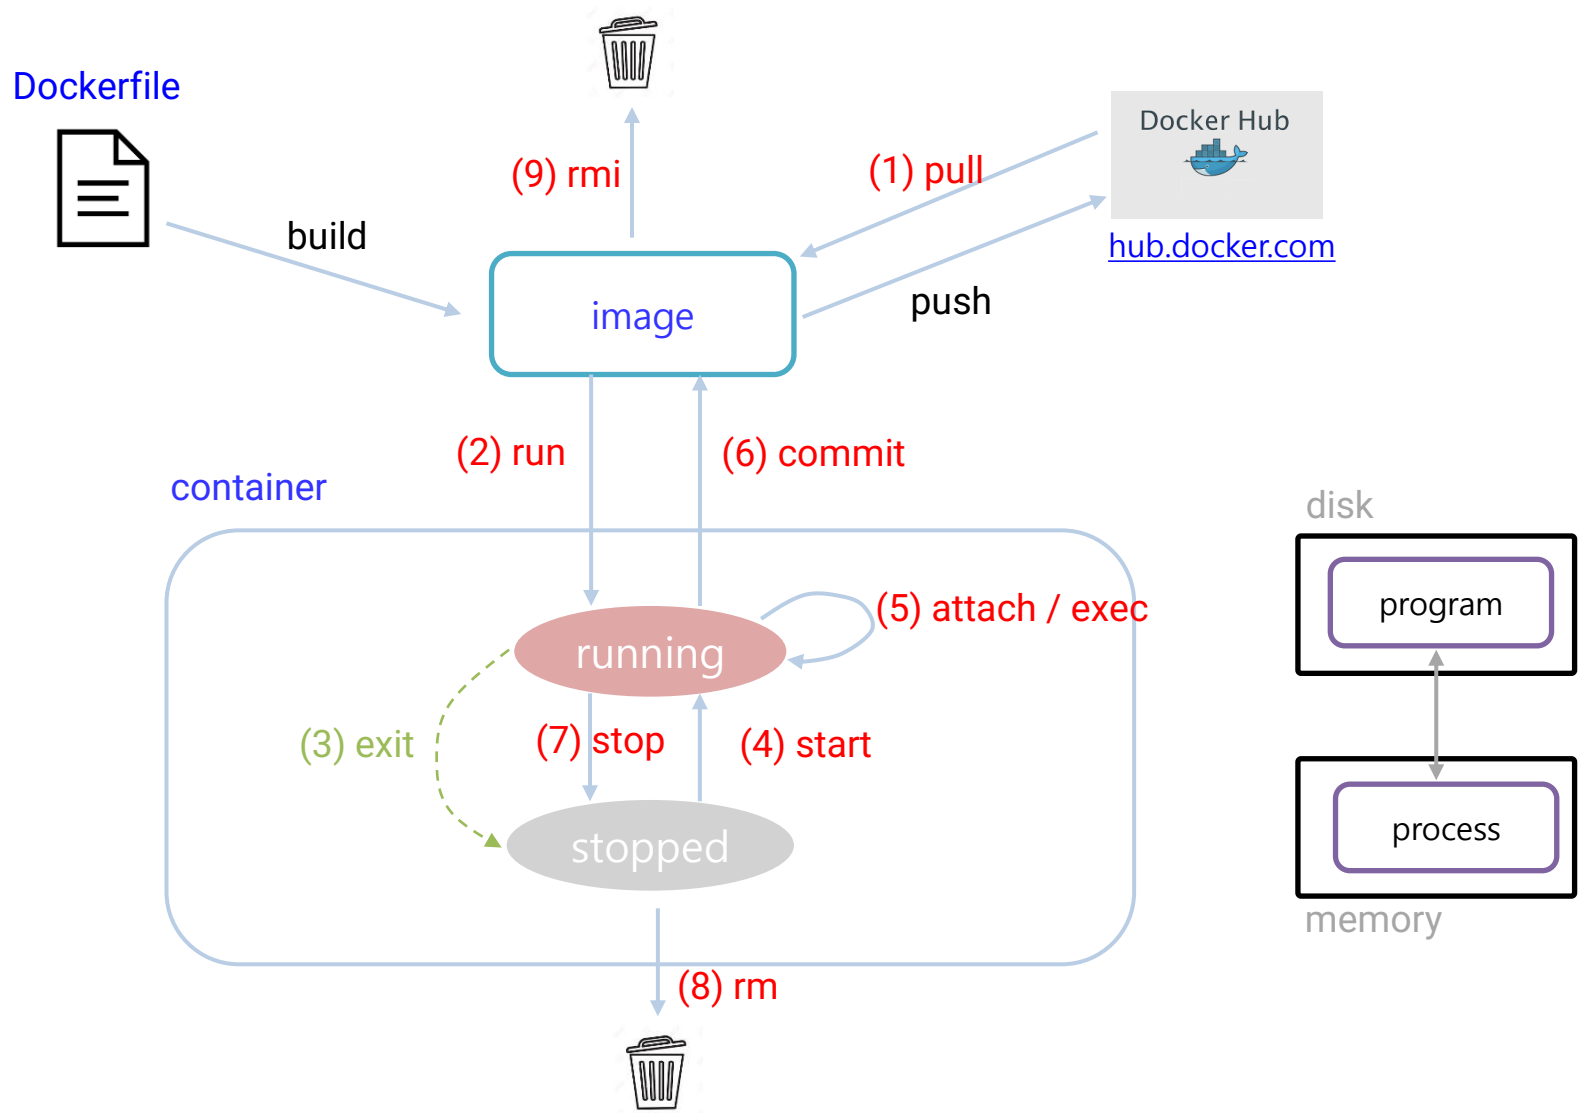 Dockerfile
Docker Hub
(9) rmi
(1) pull
build
hub.docker.com
push
image
(2) run
(6) commit
container
disk
(5) attach / exec
program
running
(3) exit
(7) stop
(4) start
process
stopped
memory
(8) rm